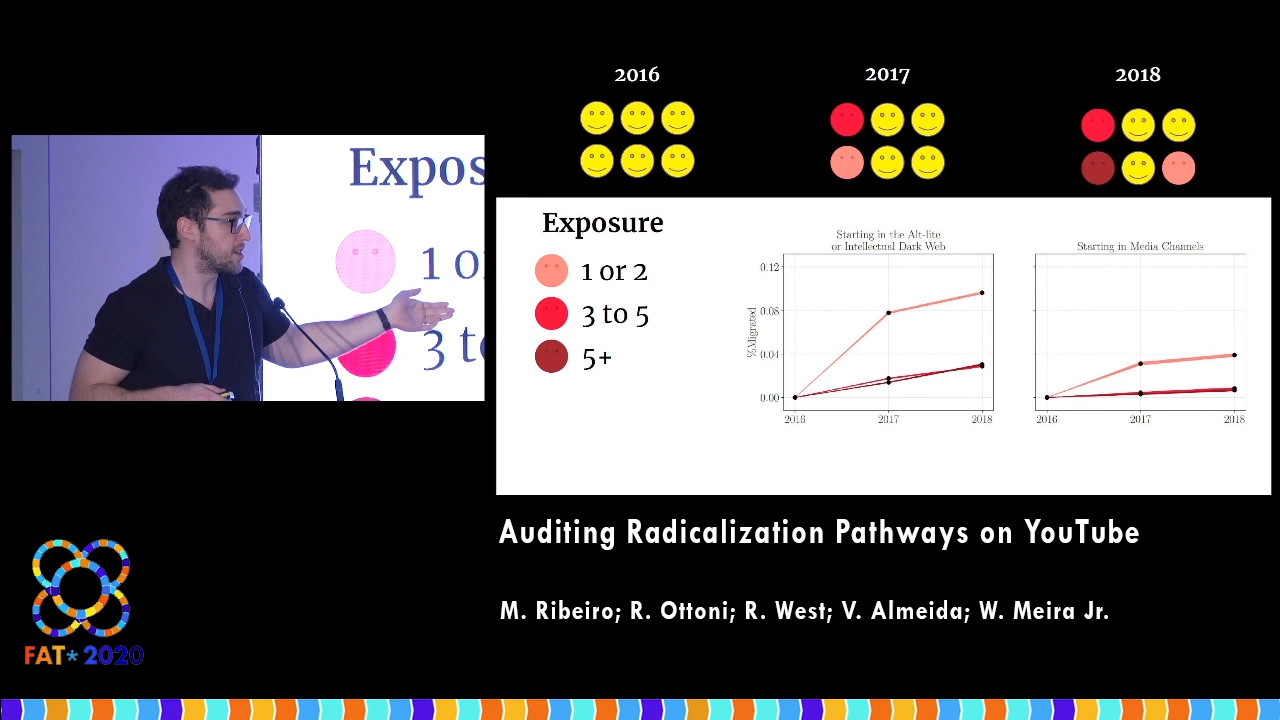 2016
2017
2018
Expos
1 o
3 to
Exposure
1 or 2
3 to 5
5+
Starting in the Alt-lite
or Intellectual Dark Web
%Migrated
0.12
0.08
0.04
0.00
2016
2017
2018
Starting in Media Channels
2016
2017
2018
Auditing Radicalization Pathways on YouTube
M. Ribeiro; R. Ottoni; R. West; V. Almeida; W. Meira Jr.
FAT* 2020